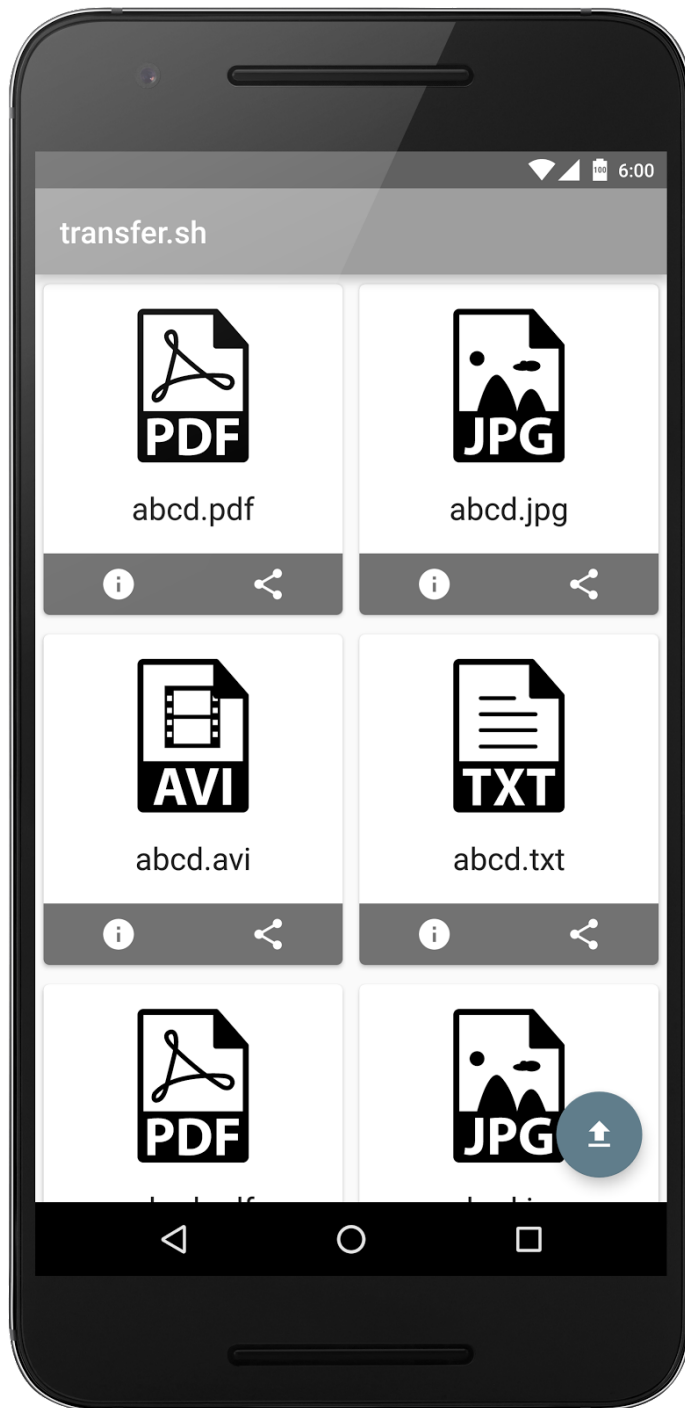 100 6:00
transfer.sh
PDF JPG
abcd.pdf abcd.jpg
AVI TXT
abcd.avi abcd.txt
PDF JPG